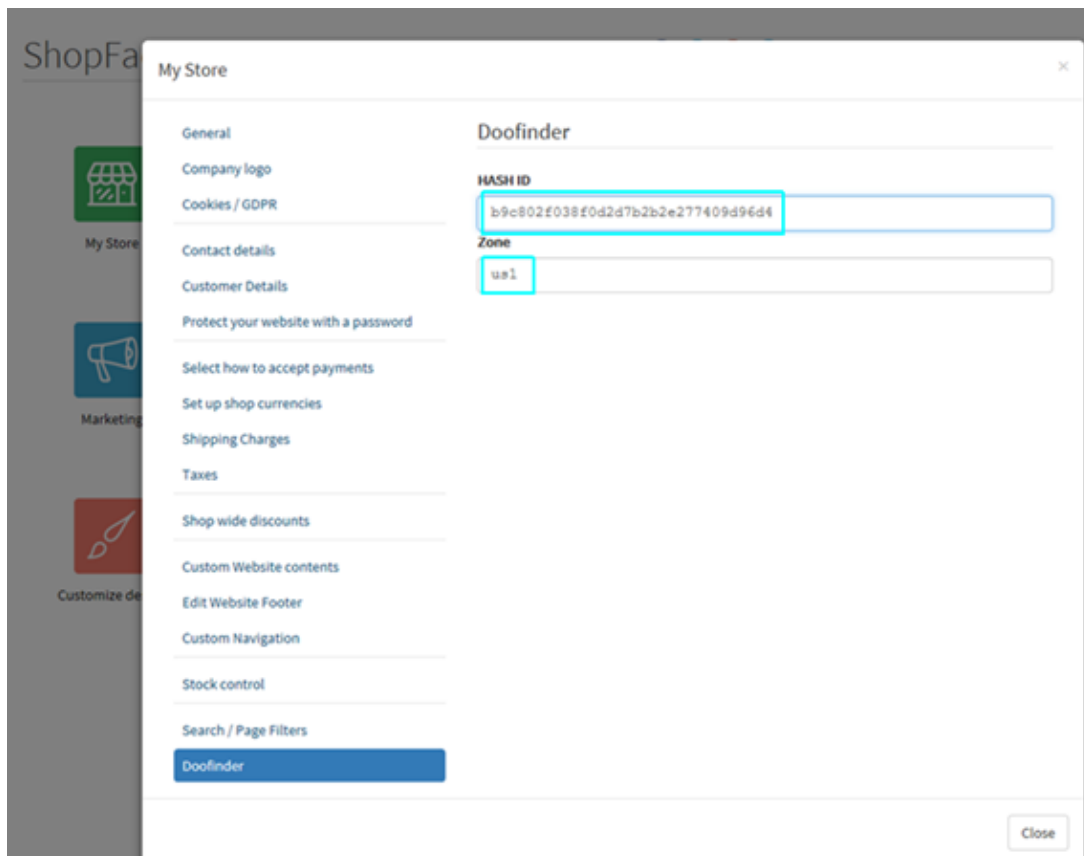 ShopFa
My Store
×
General
Company logo
Cookies / GDPR
Contact details
Customer Details
Protect your website with a password
Select how to accept payments
Set up shop currencies
Shipping Charges
Taxes
Shop wide discounts
Custom Website contents
Edit Website Footer
Custom Navigation
Stock control
Search / Page Filters
Doofinder
Doofinder
HASH ID
b9c802f038f0d2d7b2b2e277409d96d4
Zone
us1
My Store
Marketing
Customize de
Close